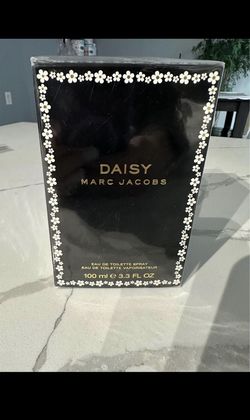 DAISY
MARC JACOBS
EAU DE TOILETTE SPRAY
EAU DE TOILETTE VAPORISATEUR
100 ml ℮ 3.3 FL OZ